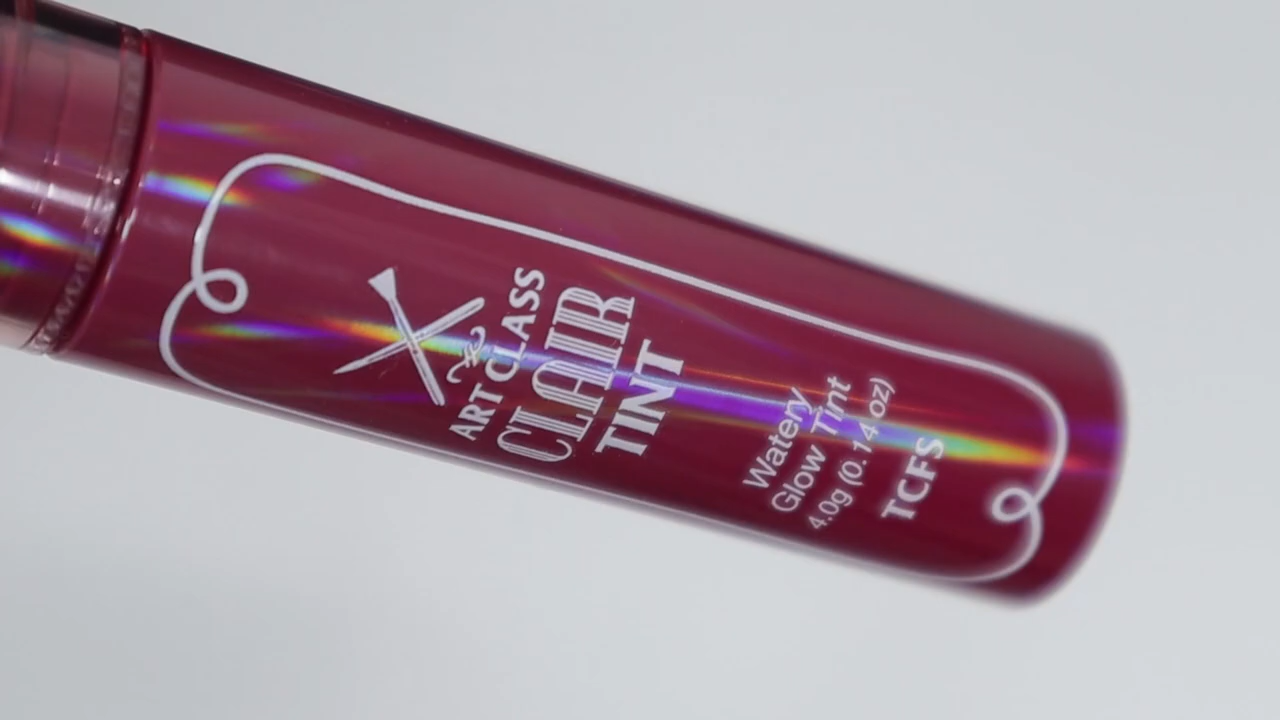 ART CLASS
CLAIR
TINT
Watery
Glow Tint
4.0g (0.14 oz)
TCFS